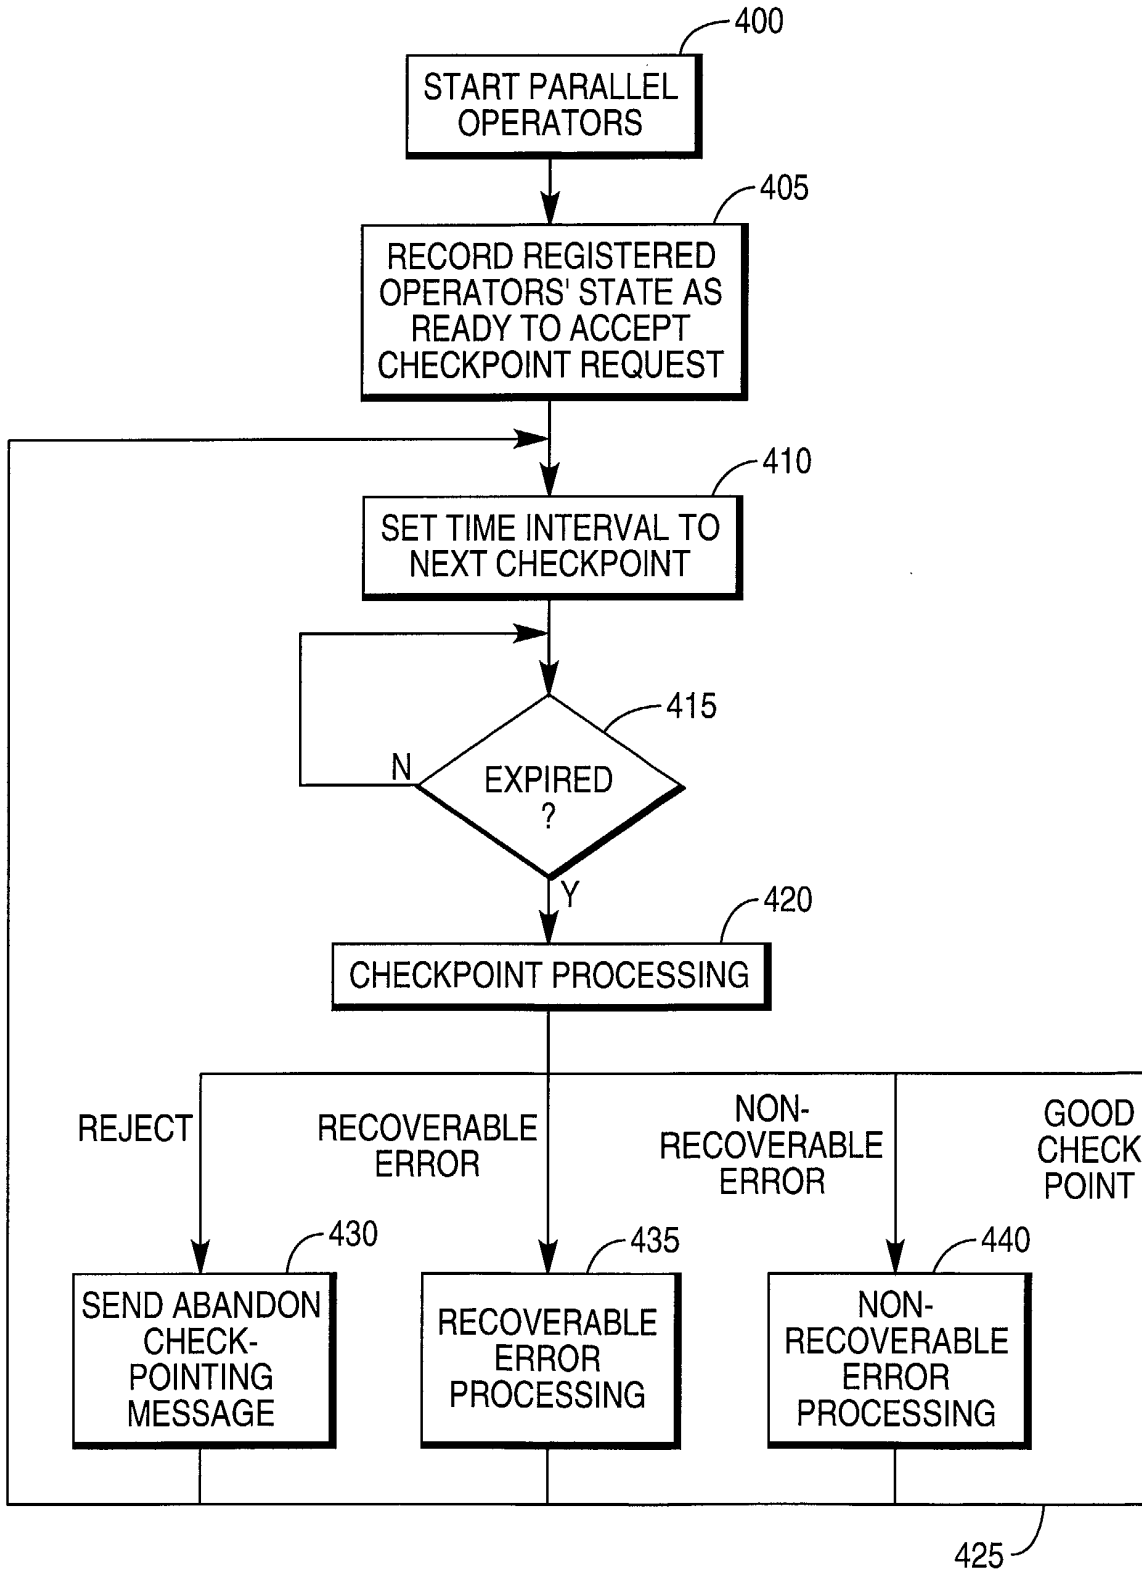 400
START PARALLEL
OPERATORS
405
RECORD REGISTERED
OPERATORS' STATE AS
READY TO ACCEPT
CHECKPOINT REQUEST
410
SET TIME INTERVAL TO
NEXT CHECKPOINT
415
N
EXPIRED
?
Y
420
CHECKPOINT PROCESSING
REJECT
RECOVERABLE
ERROR
NON-
RECOVERABLE
ERROR
GOOD
CHECK
POINT
430
SEND ABANDON
CHECK-
POINTING
MESSAGE
435
RECOVERABLE
ERROR
PROCESSING
440
NON-
RECOVERABLE
ERROR
PROCESSING
425